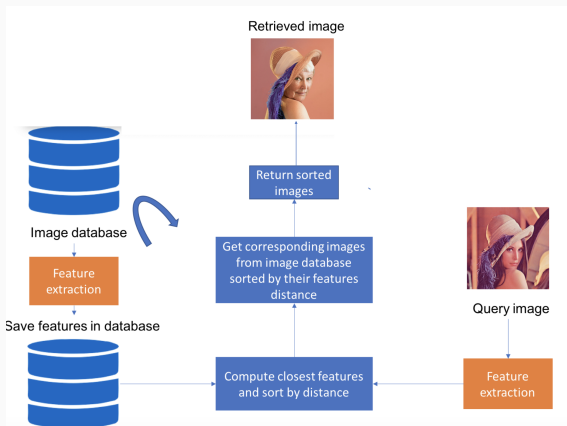 Retrieved image
Return sorted
images
Image database
Get corresponding images
from image database
sorted by their features
distance
Feature
extraction
Query image
Save features in database
Compute closest features
and sort by distance
Feature
extraction